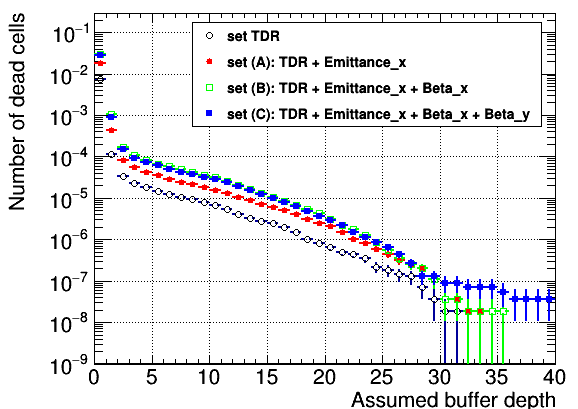 Number of dead cells
10⁻¹
10⁻²
10⁻³
10⁻⁴
10⁻⁵
10⁻⁶
10⁻⁷
10⁻⁸
10⁻⁹
set TDR
set (A): TDR + Emittance_x
set (B): TDR + Emittance_x + Beta_x
set (C): TDR + Emittance_x + Beta_x + Beta_y
0 5 10 15 20 25 30 35 40
Assumed buffer depth